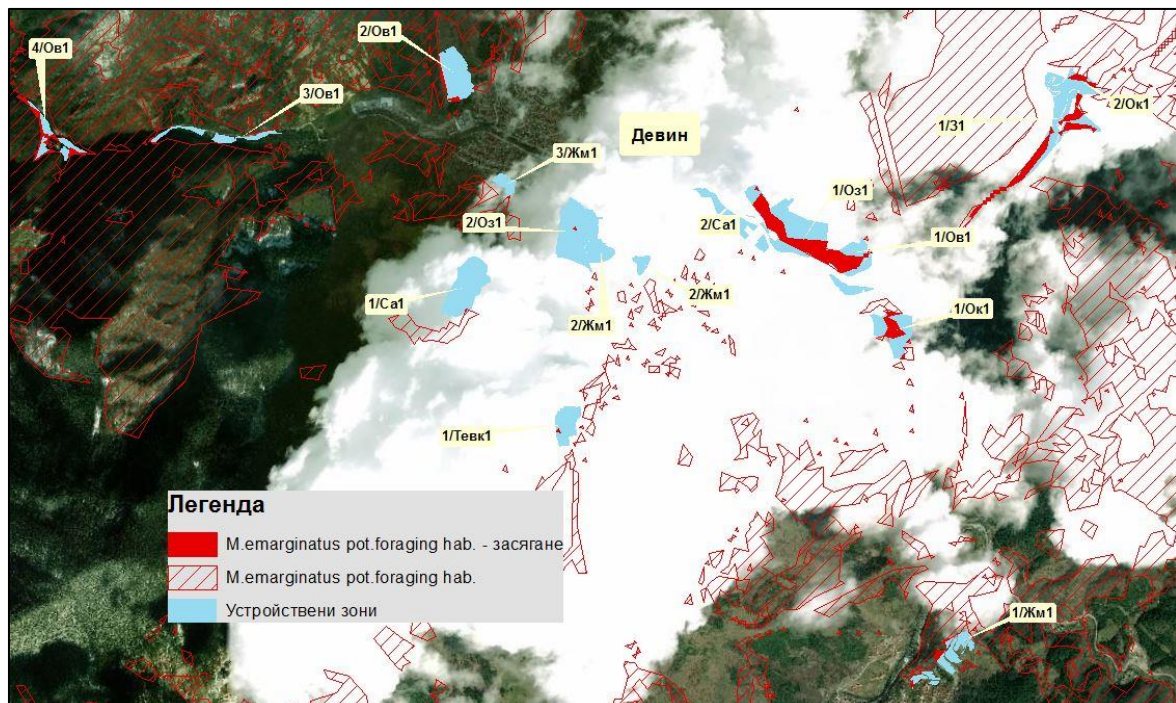 2/Ов1
4/Ов1
3/Ов1
2/Ок1
1/З1
Девин
3/Жм1
1/Оз1
2/Оз1
2/Са1
1/Ов1
1/Са1
2/Жм1
2/Жм1
1/Ок1
1/Тевк1
Легенда
M.emarginatus pot.foraging hab. - засягане
M.emarginatus pot.foraging hab.
Устройствени зони
1/Жм1